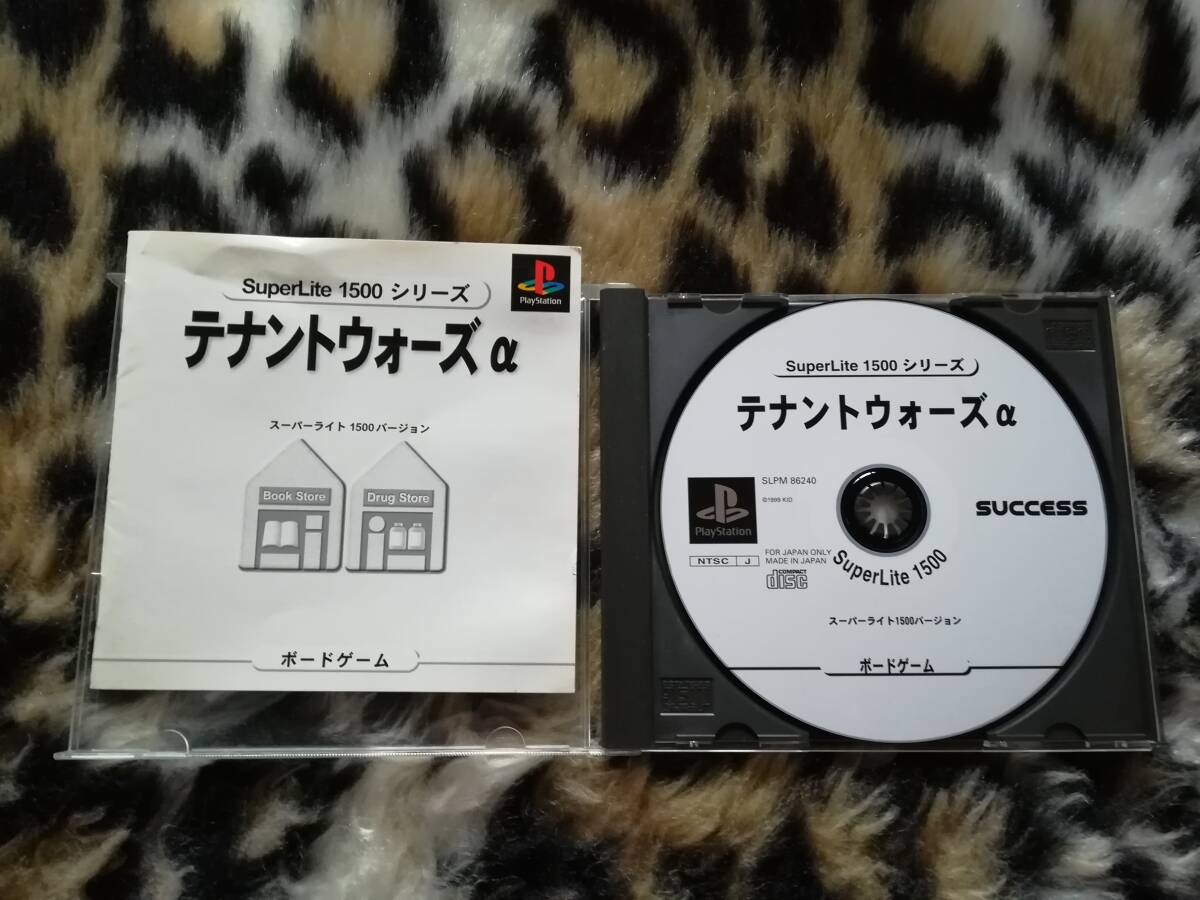 SuperLite 1500 シリーズ
PlayStation
テナントウォーズα
スーパーライト 1500 バージョン
Book Store
Drug Store
ボードゲーム
SuperLite 1500 シリーズ
テナントウォーズα
SLPM 86240
©1999 KID
PlayStation
SUCCESS
NTSC J
FOR JAPAN ONLY
MADE IN JAPAN
COMPACT
disc
SuperLite 1500
スーパーライト1500バージョン
ボードゲーム